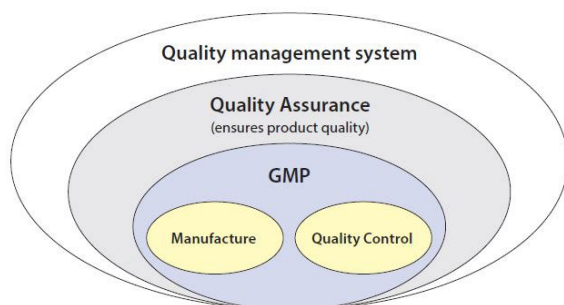 Quality management system
Quality Assurance
(ensures product quality)
GMP
Manufacture
Quality Control